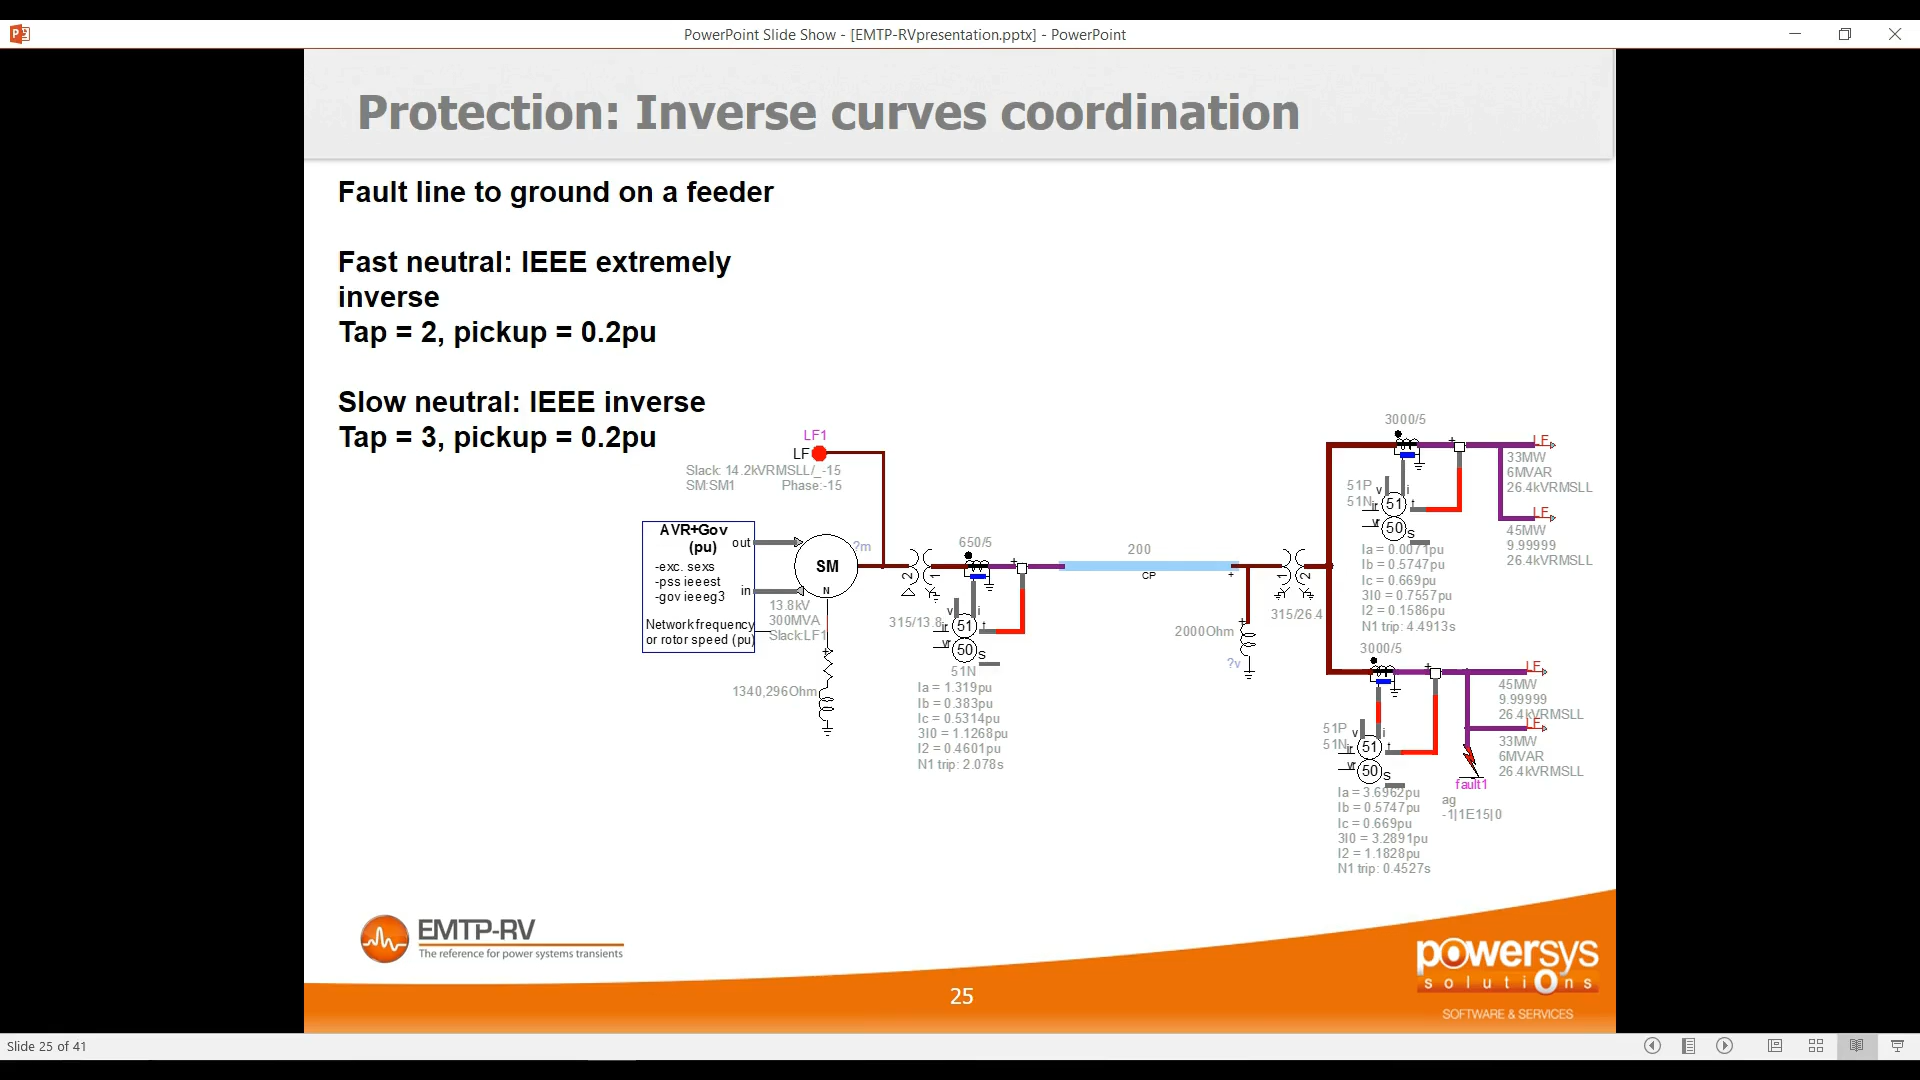 PowerPoint Slide Show - [EMTP-RVpresentation.pptx] - PowerPoint
Protection: Inverse curves coordination
Fault line to ground on a feeder
Fast neutral: IEEE extremely
inverse
Tap = 2, pickup = 0.2pu
Slow neutral: IEEE inverse
Tap = 3, pickup = 0.2pu
LF1
LF
Slack: 14.2kVRMSLL/_-15
SM:SM1 Phase:-15
AVR+Gov
(pu)
out
-exc. sexs
-pss ieeest
-gov ieeeg3
in
Network frequency
or rotor speed (pu)
SM
N
?m
13.8kV
300MVA
Slack:LF1
1340,296Ohm
2
1
315/13.8
650/5
+
v
i
51
t
50
s
51N
Ia = 1.319pu
Ib = 0.383pu
Ic = 0.5314pu
3I0 = 1.1268pu
I2 = 0.4601pu
N1 trip: 2.078s
200
CP
+
2000Ohm
+
?v
1
2
315/26.4
3000/5
+
51P
51N
v
i
51
t
50
s
Ia = 0.0071pu
Ib = 0.5747pu
Ic = 0.669pu
3I0 = 0.7557pu
I2 = 0.1586pu
N1 trip: 4.4913s
LF
33MW
6MVAR
26.4kVRMSLL
LF
45MW
9.99999
26.4kVRMSLL
3000/5
+
51P
51N
v
i
51
t
50
s
Ia = 3.6962pu
Ib = 0.5747pu
Ic = 0.669pu
3I0 = 3.2891pu
I2 = 1.1828pu
N1 trip: 0.4527s
LF
45MW
9.99999
26.4kVRMSLL
LF
33MW
6MVAR
26.4kVRMSLL
fault1
ag
-1|1E15|0
EMTP-RV
The reference for power systems transients
powersys
solutiOns
SOFTWARE & SERVICES
25
Slide 25 of 41